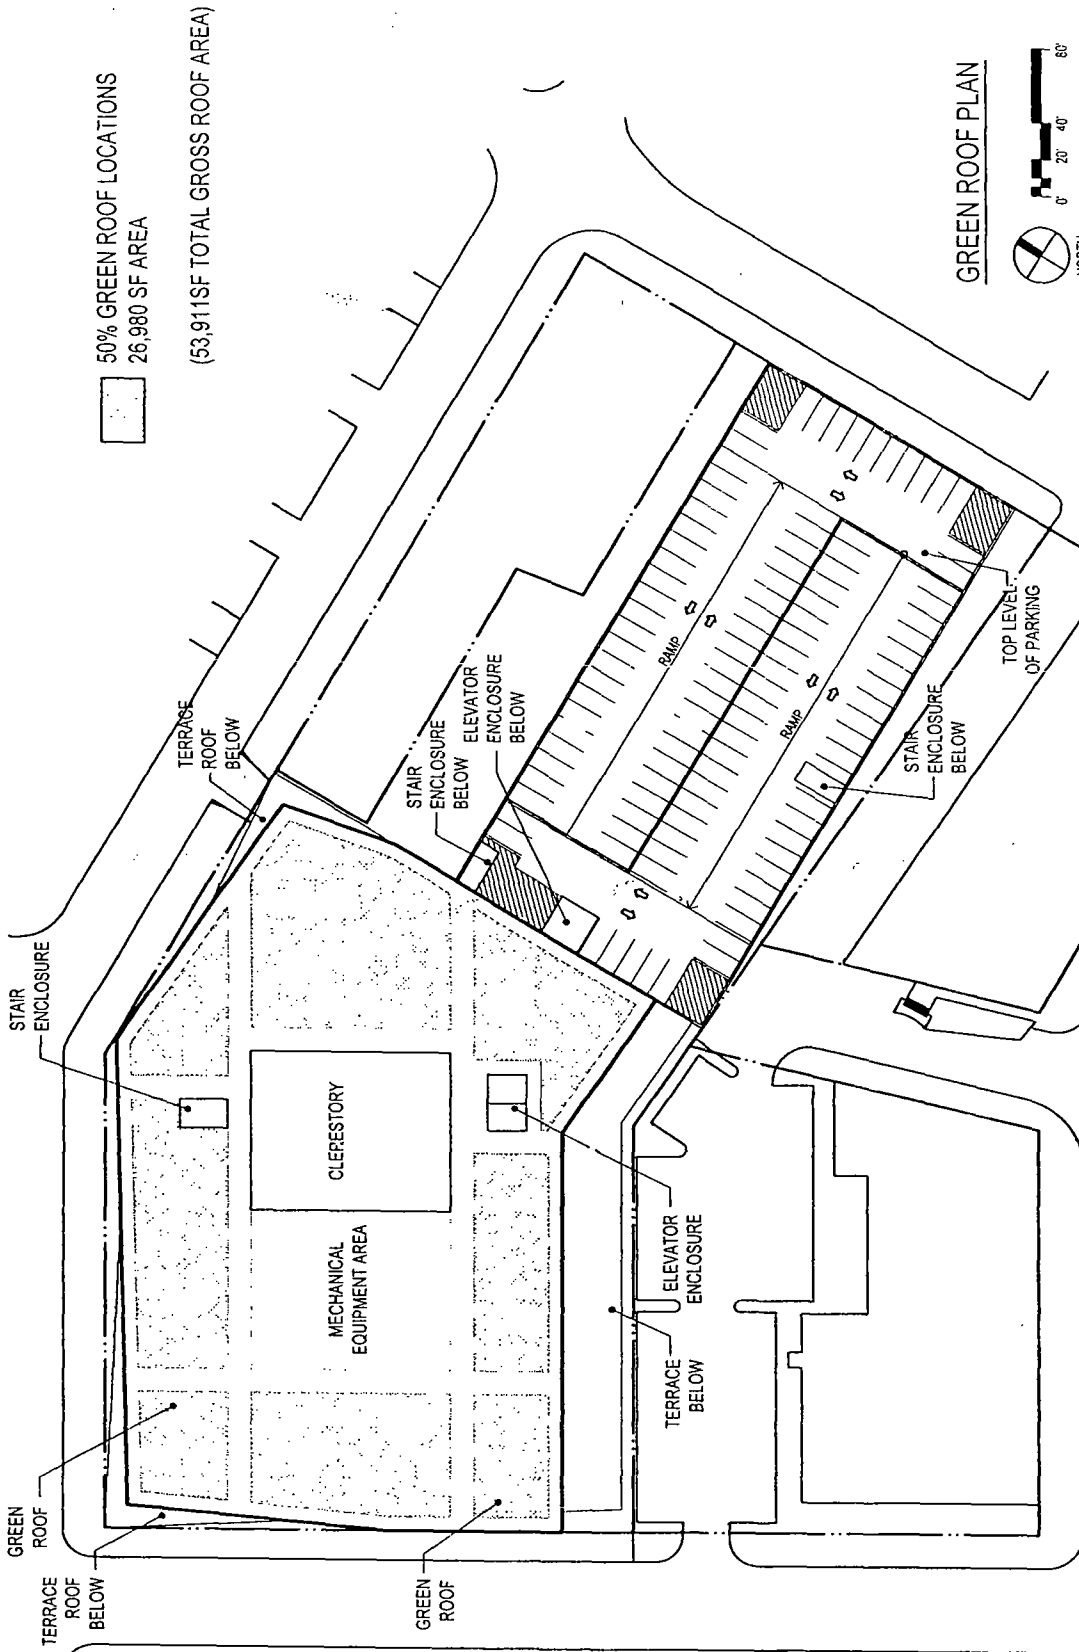 50% GREEN ROOF LOCATIONS
26,980 SF AREA
(53,911SF TOTAL GROSS ROOF AREA)
STAIR
ENCLOSURE
TERRACE
ROOF
BELOW
GREEN
ROOF
TERRACE
ROOF
BELOW
GREEN
ROOF
MECHANICAL
EQUIPMENT AREA
CLERESTORY
STAIR
ENCLOSURE
BELOW
ELEVATOR
ENCLOSURE
BELOW
RAMP
RAMP
TERRACE
BELOW
ELEVATOR
ENCLOSURE
STAIR
ENCLOSURE
BELOW
TOP LEVEL
OF PARKING
GREEN ROOF PLAN
NORTH
0' 20' 40' 80'